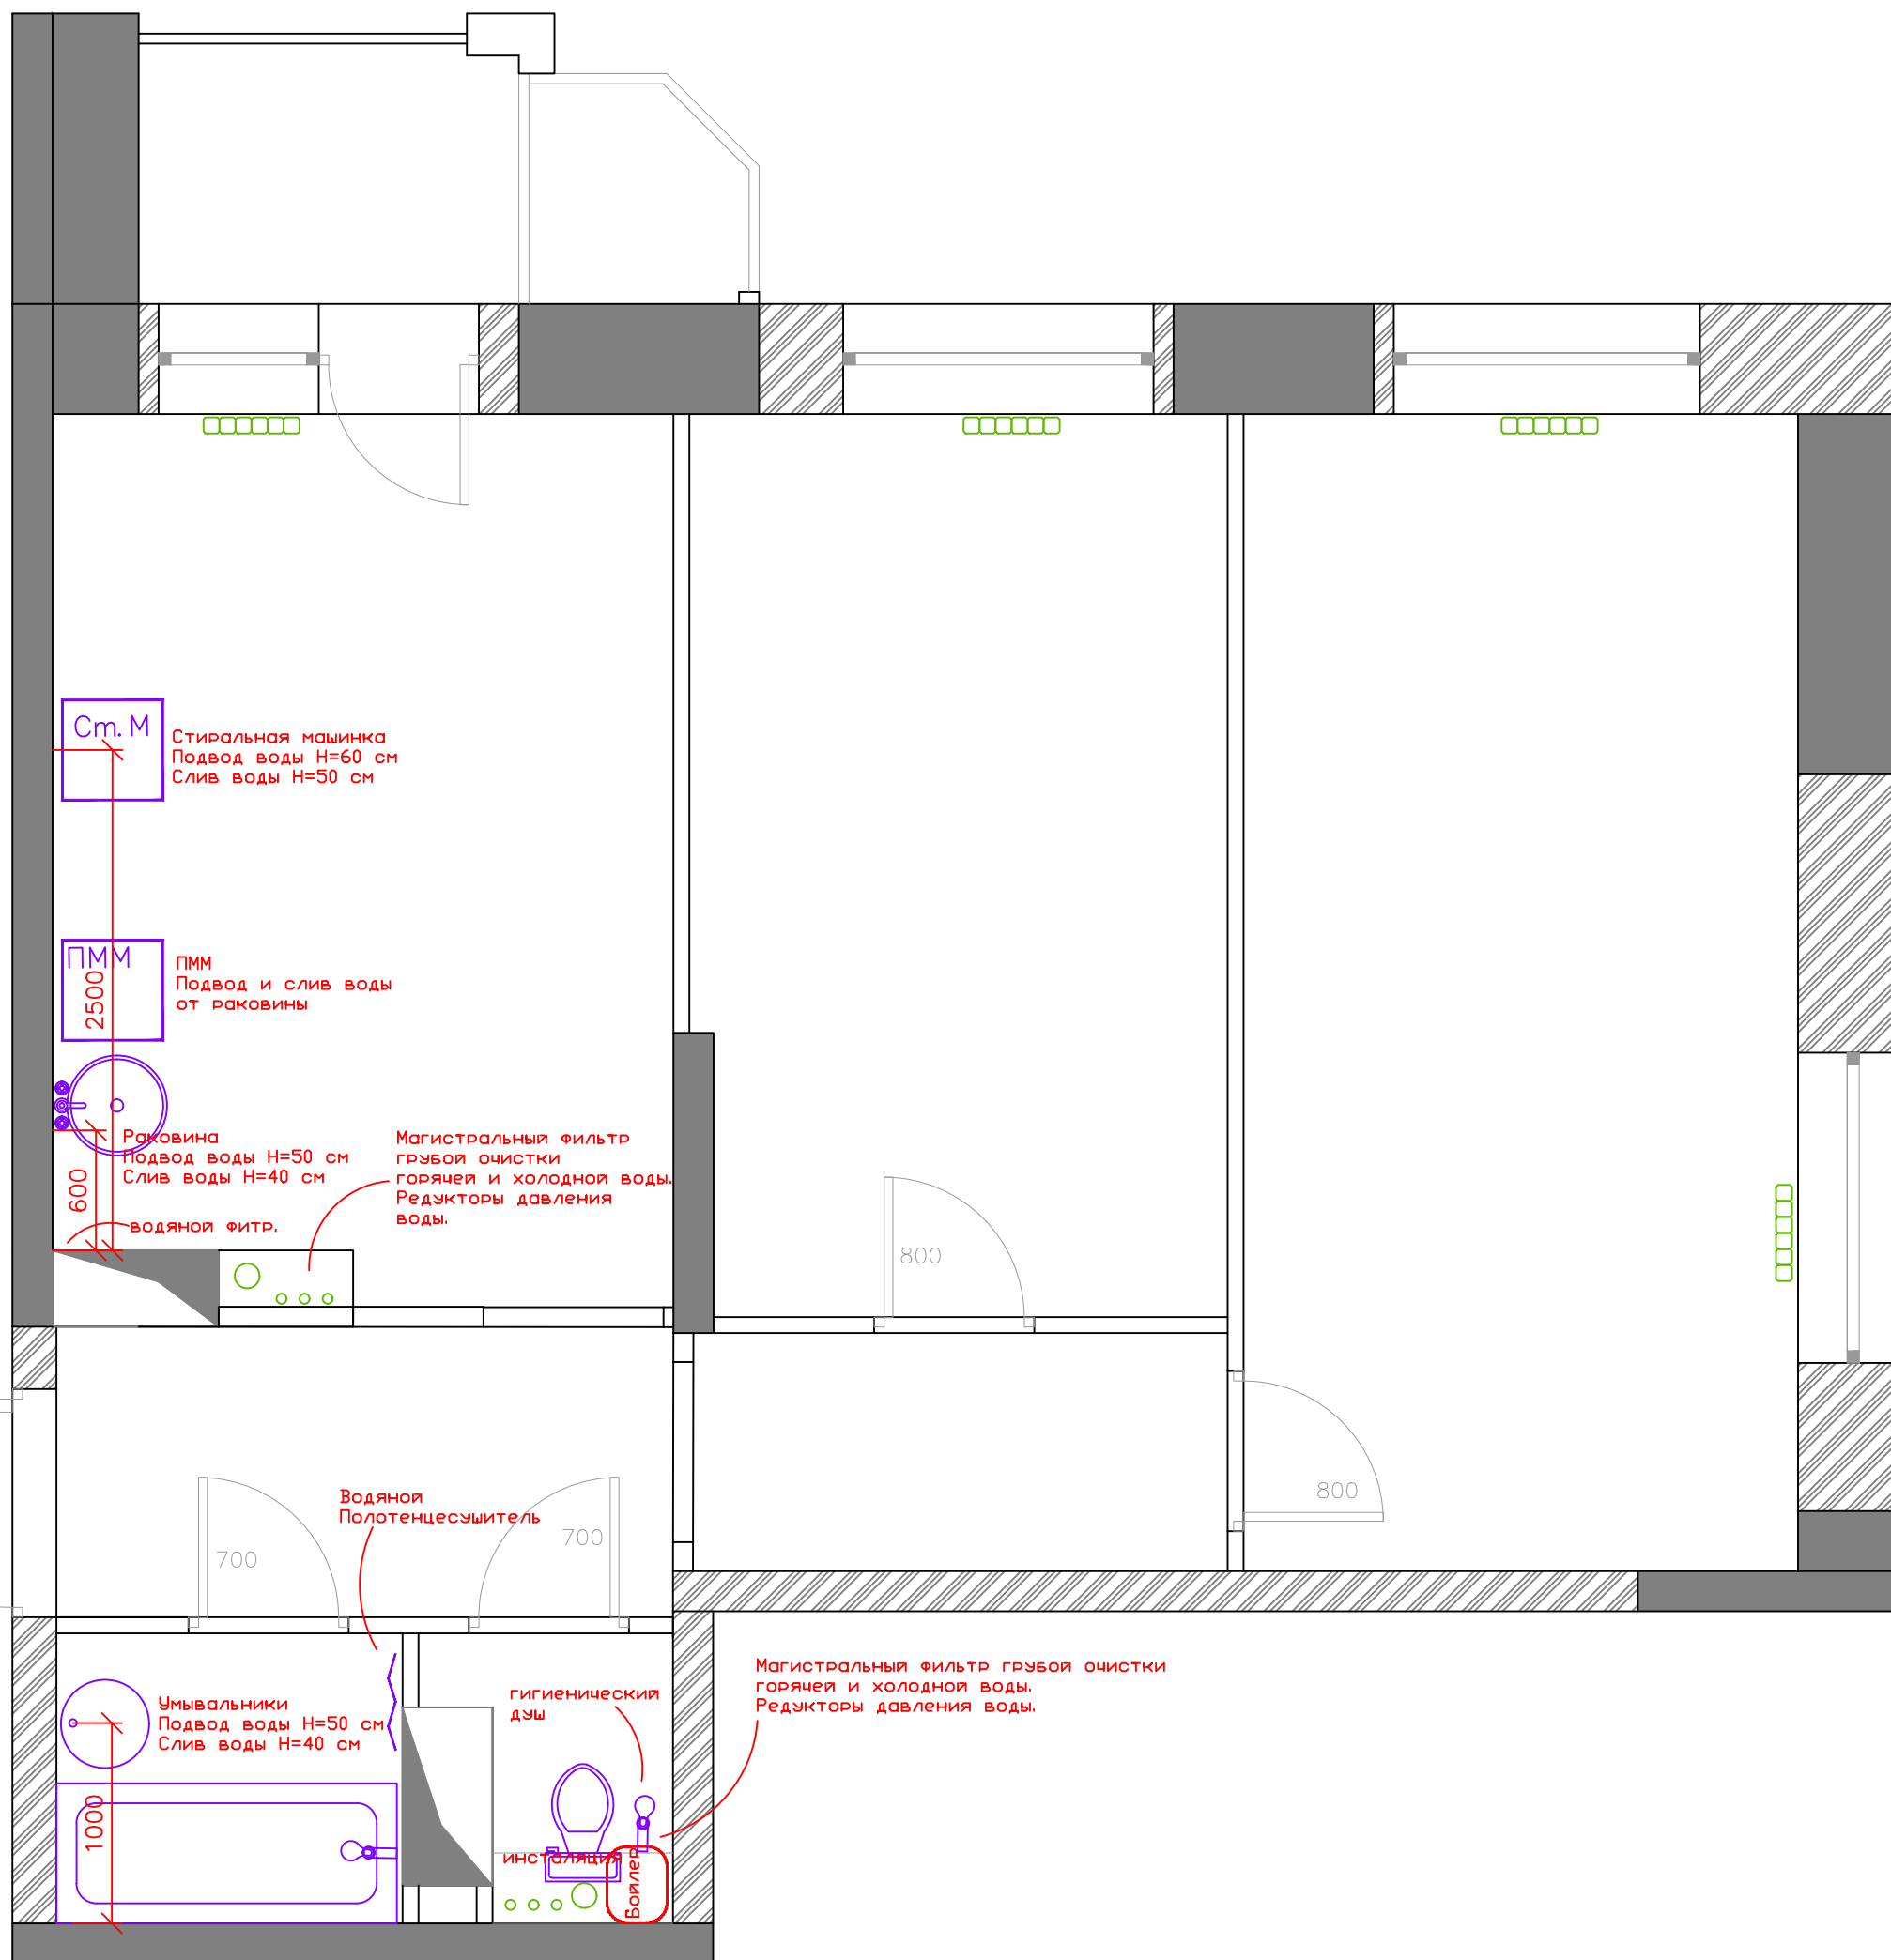 Ст.М
Стиральная машинка
Подвод воды Н=60 см
Слив воды Н=50 см
ПММ
2500
ПММ
Подвод и слив воды
от раковины
Раковина
Подвод воды Н=50 см
Слив воды Н=40 см
600
водяной фитр.
Магистральный фильтр
грубой очистки
горячей и холодной воды.
Редукторы давления
воды.
800
800
700
700
Водяной
Полотенцесушитель
Умывальники
Подвод воды Н=50 см
Слив воды Н=40 см
1000
гигиенический
душ
Магистральный фильтр грубой очистки
горячей и холодной воды.
Редукторы давления воды.
инсталяция
Бойлер